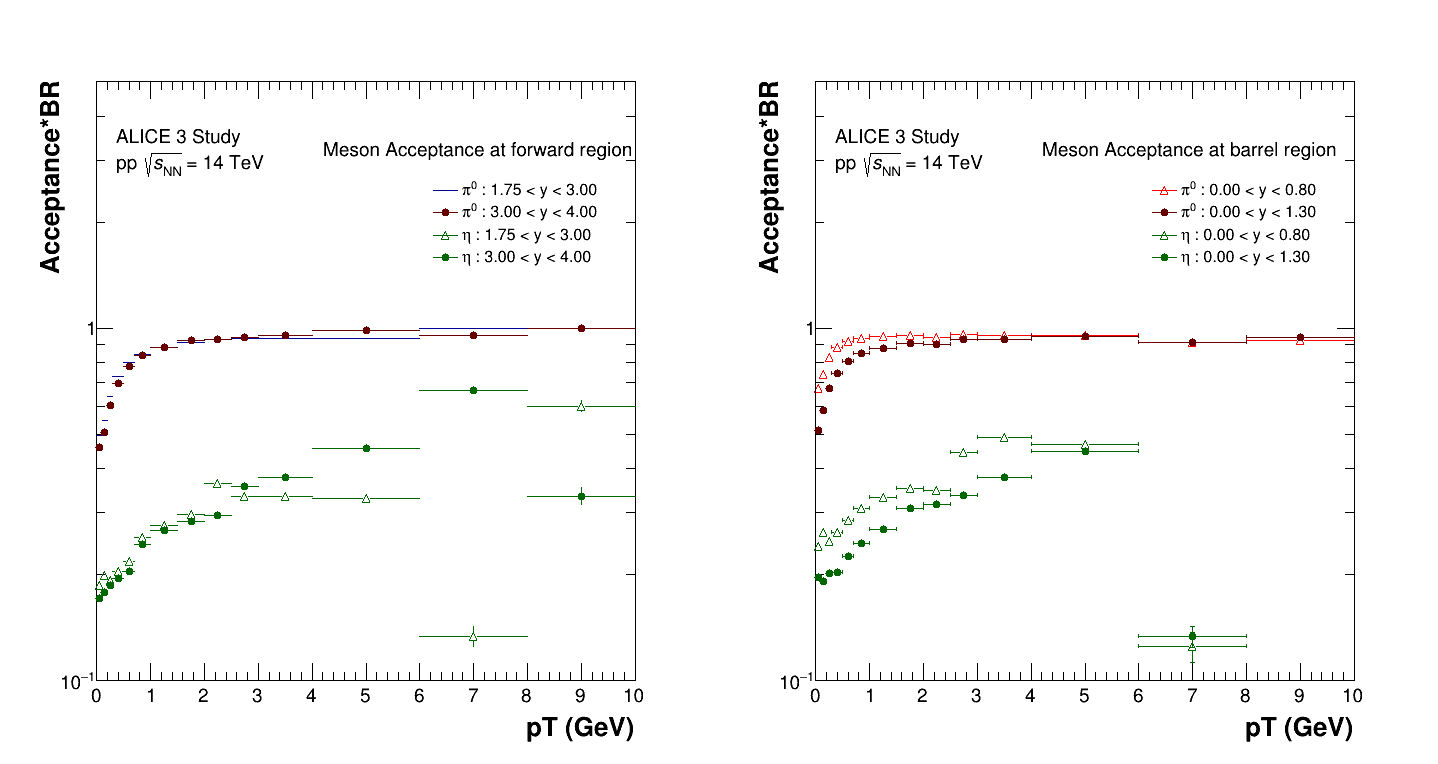 Acceptance*BR
ALICE 3 Study
pp √sNN = 14 TeV
Meson Acceptance at forward region
π⁰ : 1.75 < y < 3.00
π⁰ : 3.00 < y < 4.00
η : 1.75 < y < 3.00
η : 3.00 < y < 4.00
1
10⁻¹
0 1 2 3 4 5 6 7 8 9 10
pT (GeV)
Acceptance*BR
ALICE 3 Study
pp √sNN = 14 TeV
Meson Acceptance at barrel region
π⁰ : 0.00 < y < 0.80
π⁰ : 0.00 < y < 1.30
η : 0.00 < y < 0.80
η : 0.00 < y < 1.30
1
10⁻¹
0 1 2 3 4 5 6 7 8 9 10
pT (GeV)